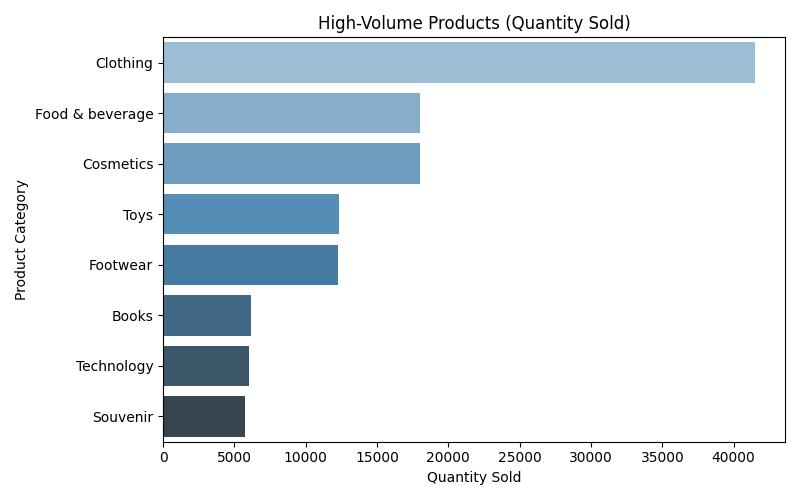 High-Volume Products (Quantity Sold)
Product Category
Clothing
Food & beverage
Cosmetics
Toys
Footwear
Books
Technology
Souvenir
0 5000 10000 15000 20000 25000 30000 35000 40000
Quantity Sold